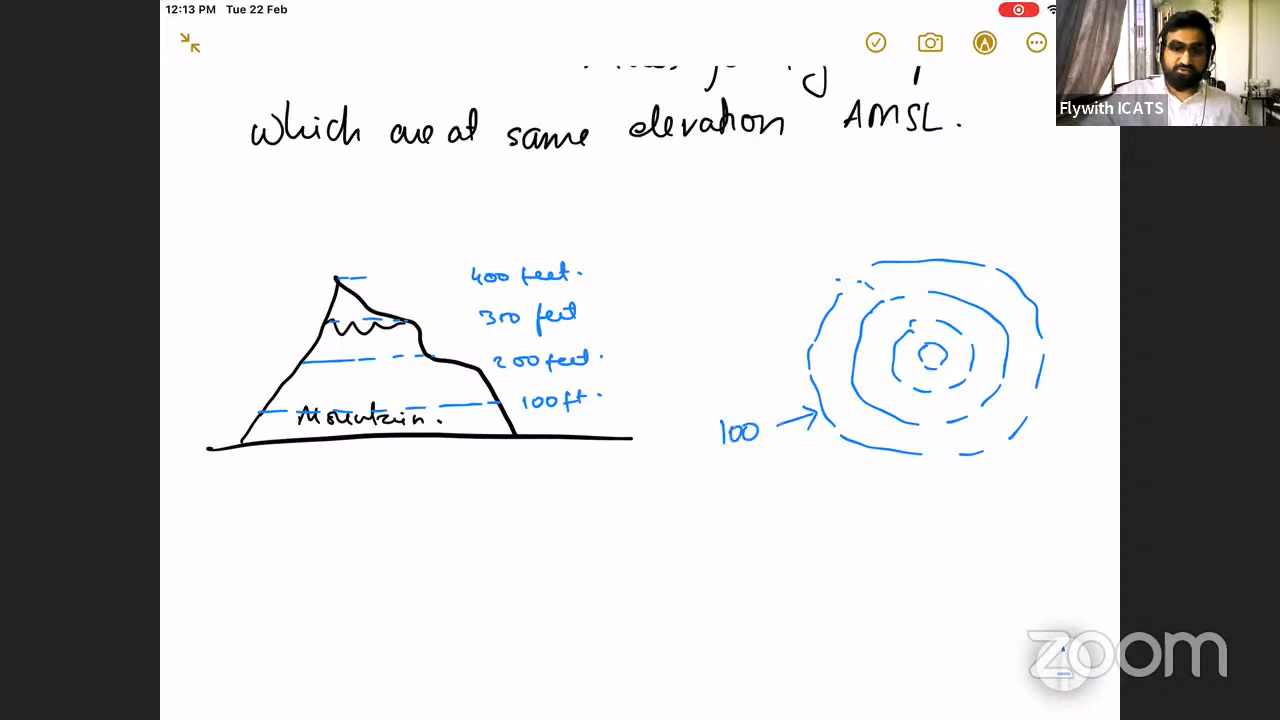 12:13 PM Tue 22 Feb
Flywith ICATS
which are at same elevation AMSL.
400 feet.
300 feet
200 feet.
100 ft.
Mountain.
100
zoom